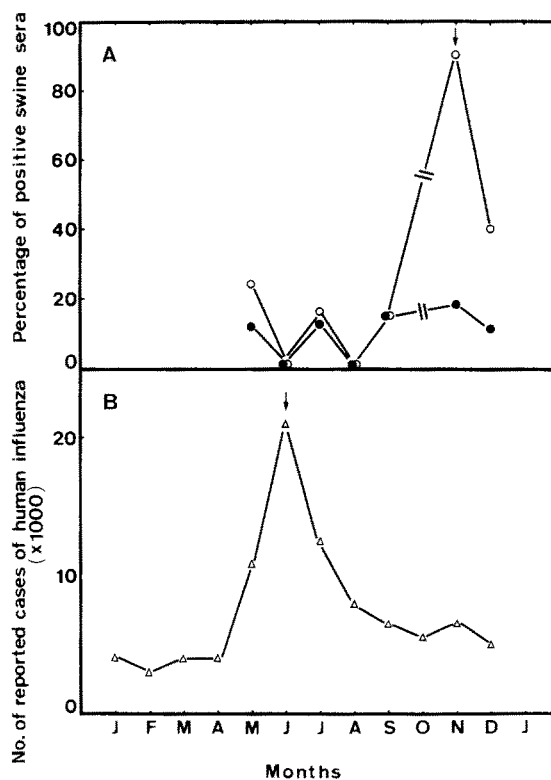 A
Percentage of positive swine sera
100
80
60
40
20
0
B
No. of reported cases of human influenza
(x1000)
20
10
0
J F M A M J J A S O N D J
Months